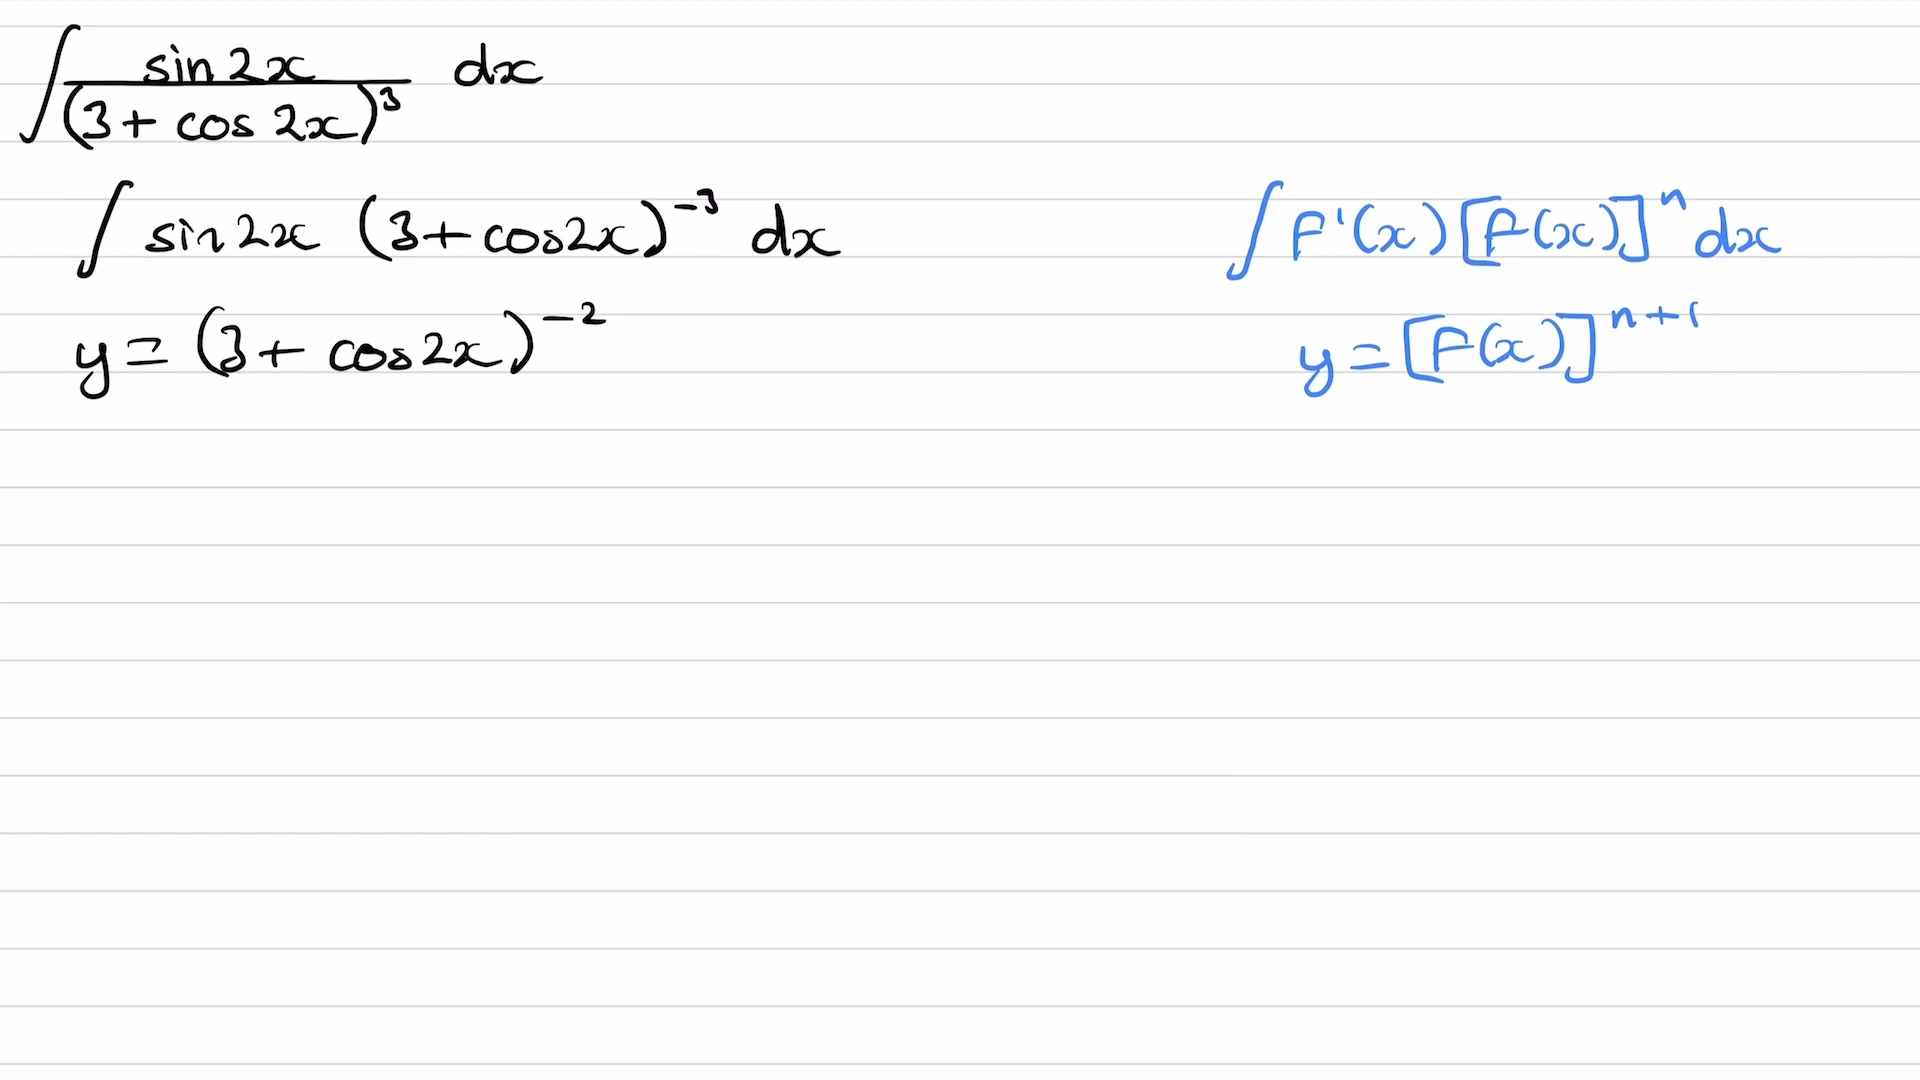 ∫ sin 2x / (3 + cos 2x)³ dx
∫ sin 2x (3 + cos 2x)⁻³ dx
y = (3 + cos 2x)⁻²
∫ F'(x) [F(x)]ⁿ dx
y = [F(x)]ⁿ⁺¹